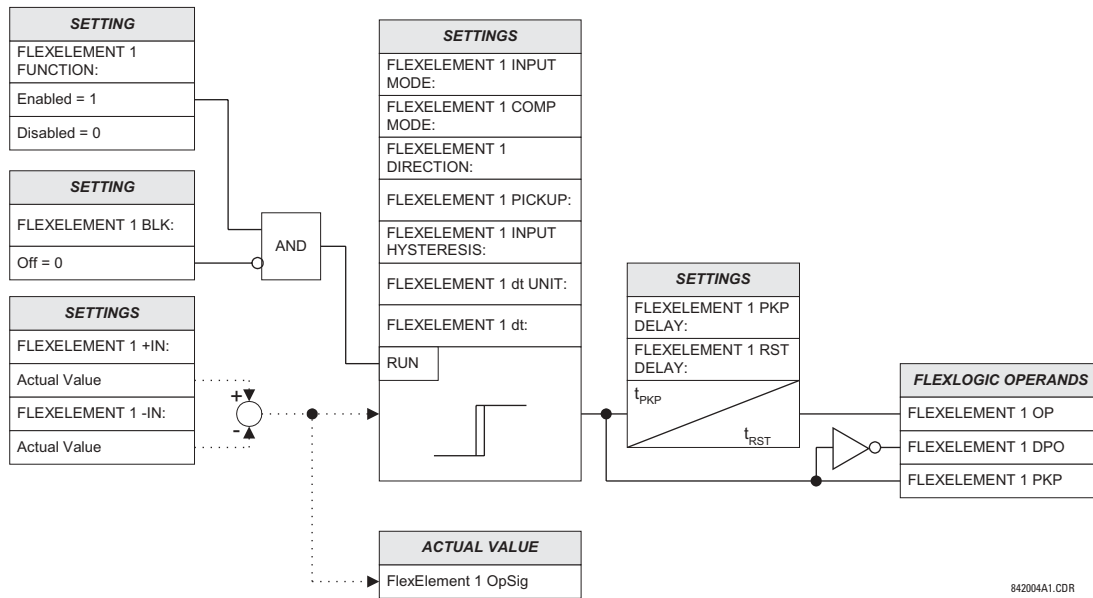 SETTING
FLEXELEMENT 1
FUNCTION:
Enabled = 1
Disabled = 0
SETTING
FLEXELEMENT 1 BLK:
Off = 0
SETTINGS
FLEXELEMENT 1 +IN:
Actual Value
FLEXELEMENT 1 -IN:
Actual Value
+
-
AND
SETTINGS
FLEXELEMENT 1 INPUT
MODE:
FLEXELEMENT 1 COMP
MODE:
FLEXELEMENT 1
DIRECTION:
FLEXELEMENT 1 PICKUP:
FLEXELEMENT 1 INPUT
HYSTERESIS:
FLEXELEMENT 1 dt UNIT:
FLEXELEMENT 1 dt:
RUN
ACTUAL VALUE
FlexElement 1 OpSig
SETTINGS
FLEXELEMENT 1 PKP
DELAY:
FLEXELEMENT 1 RST
DELAY:
tPKP
tRST
FLEXLOGIC OPERANDS
FLEXELEMENT 1 OP
FLEXELEMENT 1 DPO
FLEXELEMENT 1 PKP
842004A1.CDR